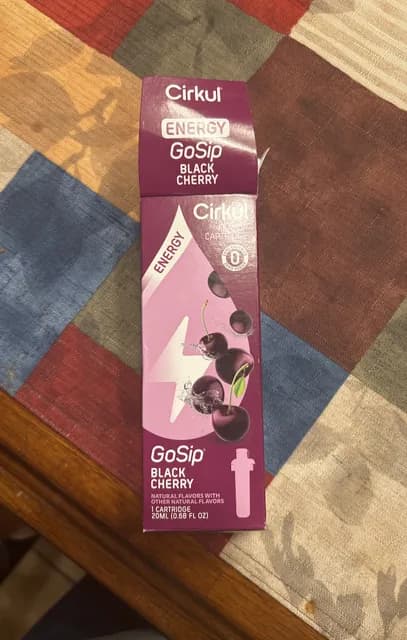 Cirkul
ENERGY
GoSip
BLACK
CHERRY
Cirkul
ENERGY
0
GoSip
BLACK
CHERRY
NATURAL FLAVORS WITH
OTHER NATURAL FLAVORS
1 CARTRIDGE
20ML (0.68 FL OZ)